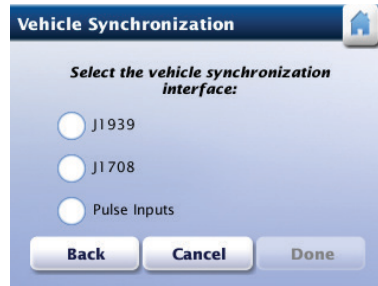 Vehicle Synchronization
Select the vehicle synchronization
interface:
J1939
J1708
Pulse Inputs
Back Cancel Done